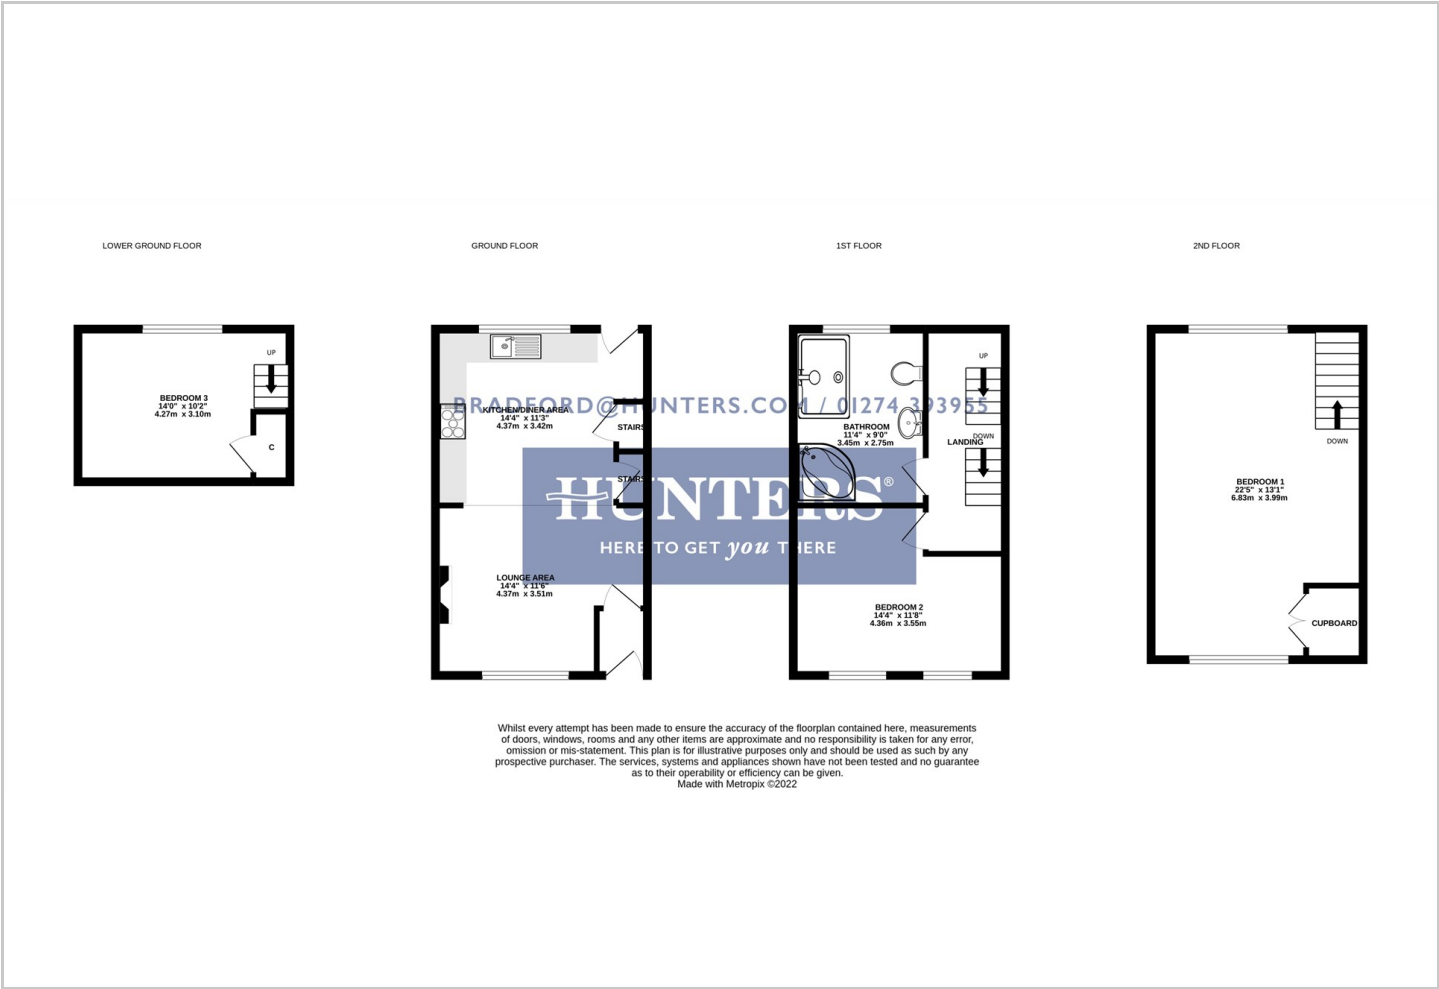 LOWER GROUND FLOOR
GROUND FLOOR
1ST FLOOR
2ND FLOOR
UP
BEDROOM 3
14'0" x 10'2"
4.27m x 3.10m
C
KITCHEN/DINER AREA
14'4" x 11'3"
4.37m x 3.42m
STAIRS
STAIRS
LOUNGE AREA
14'4" x 11'6"
4.37m x 3.51m
UP
BATHROOM
11'4" x 9'0"
3.45m x 2.75m
DOWN
LANDING
BEDROOM 2
14'4" x 11'8"
4.36m x 3.55m
DOWN
BEDROOM 1
22'5" x 13'1"
6.83m x 3.99m
CUPBOARD
BRADFORD@HUNTERS.COM / 01274 393955
HUNTERS®
HERE TO GET you THERE
Whilst every attempt has been made to ensure the accuracy of the floorplan contained here, measurements
of doors, windows, rooms and any other items are approximate and no responsibility is taken for any error,
omission or mis-statement. This plan is for illustrative purposes only and should be used as such by any
prospective purchaser. The services, systems and appliances shown have not been tested and no guarantee
as to their operability or efficiency can be given.
Made with Metropix ©2022